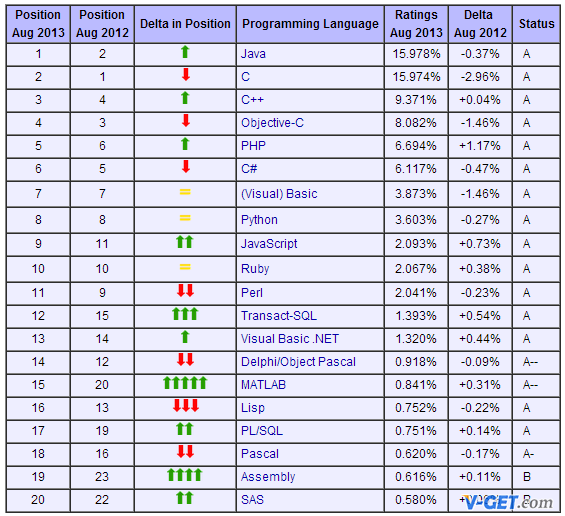 Position Aug 2013 Position Aug 2012 Delta in Position Programming Language Ratings Aug 2013 Delta Aug 2012 Status
1 2 Java 15.978% -0.37% A
2 1 C 15.974% -2.96% A
3 4 C++ 9.371% +0.04% A
4 3 Objective-C 8.082% -1.46% A
5 6 PHP 6.694% +1.17% A
6 5 C# 6.117% -0.47% A
7 7 (Visual) Basic 3.873% -1.46% A
8 8 Python 3.603% -0.27% A
9 11 JavaScript 2.093% +0.73% A
10 10 Ruby 2.067% +0.38% A
11 9 Perl 2.041% -0.23% A
12 15 Transact-SQL 1.393% +0.54% A
13 14 Visual Basic .NET 1.320% +0.44% A
14 12 Delphi/Object Pascal 0.918% -0.09% A--
15 20 MATLAB 0.841% +0.31% A--
16 13 Lisp 0.752% -0.22% A
17 19 PL/SQL 0.751% +0.14% A
18 16 Pascal 0.620% -0.17% A-
19 23 Assembly 0.616% +0.11% B
20 22 SAS 0.580%
V-GET.com